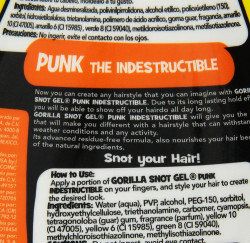 Ingredientes: Agua desmineralizada, polivinilpirrolidona, alcohol etílico, polioxietileno (150),
sorbitol, hidroxietilcelulosa, trietanolamina, polímero de ácido acrílico, goma guar, fragancia, amarillo
10 (CI 47005), amarillo 6 (CI 15985), verde 8 (CI 59040), metilcloroisotiazolinona, metilisotiazolinona.
Precauciones: No ingerir, evite el contacto con los ojos.
PUNK THE INDESTRUCTIBLE
Now you can create any hairstyle that you can imagine with GORILLA
SNOT GEL® PUNK INDESTRUCTIBLE. Due to its long lasting hold
you will be able to show off your hairdo all day long.
GORILLA SNOT GEL® PUNK INDESTRUCTIBLE will give you the
that will make you different with a hairstyle that can withstand
weather conditions and any activity.
Its advanced residue-free formula, also nourishes your hair
of the natural ingredients.
Snot your Hair!
How to Use:
Apply a portion of GORILLA SNOT GEL® PUNK
INDESTRUCTIBLE on your fingers, and style your hair to create
the desired look.
Ingredients: Water (aqua), PVP, alcohol, PEG-150, sorbitol,
hydroxyethylcellulose, triethanolamine, carbomer, cyamopsis
tetragonoloba (guar) gum, fragrance (parfum), yellow 10
(CI 47005), yellow 6 (CI 15985), green 8 (CI 59040),
methylchloroisothiazolinone, methylisothiazolinone.